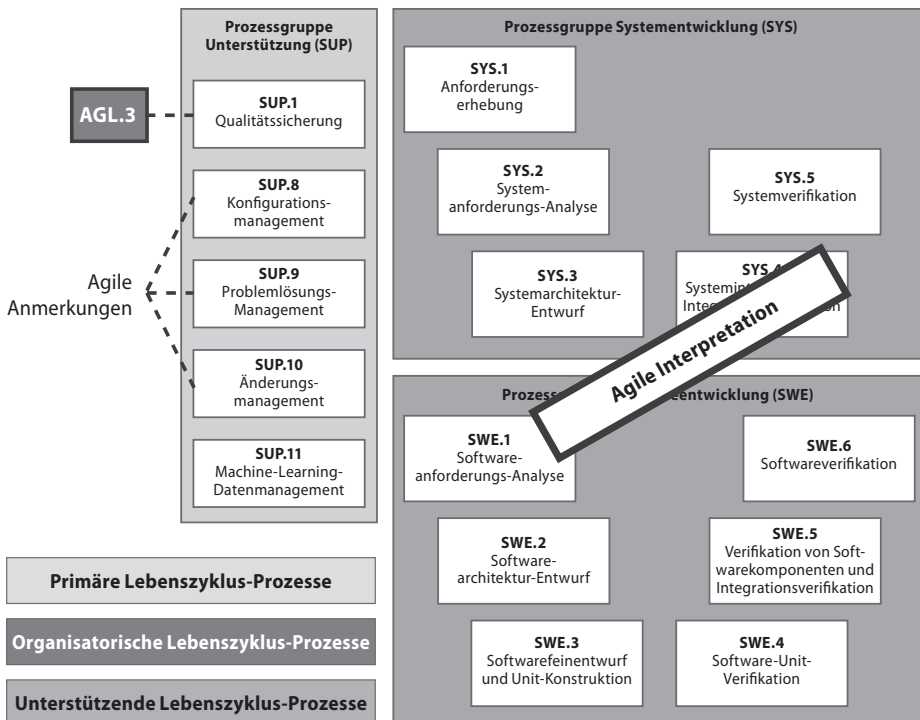 Prozessgruppe
Unterstützung (SUP)
AGL.3
SUP.1
Qualitätssicherung
SUP.8
Konfigurations-
management
Agile
Anmerkungen
SUP.9
Problemlösungs-
Management
SUP.10
Änderungs-
management
SUP.11
Machine-Learning-
Datenmanagement
Prozessgruppe Systementwicklung (SYS)
SYS.1
Anforderungs-
erhebung
SYS.2
System-
anforderungs-Analyse
SYS.5
Systemverifikation
SYS.3
Systemarchitektur-
Entwurf
SYS.4
Agile Interpretation
(SWE)
SWE.1
Software-
anforderungs-Analyse
SWE.6
Softwareverifikation
SWE.2
Software-
architektur-Entwurf
SWE.5
Verifikation von Soft-
warekomponenten und
Integrationsverifikation
SWE.3
Softwarefeinentwurf
und Unit-Konstruktion
SWE.4
Software-Unit-
Verifikation
Primäre Lebenszyklus-Prozesse
Organisatorische Lebenszyklus-Prozesse
Unterstützende Lebenszyklus-Prozesse